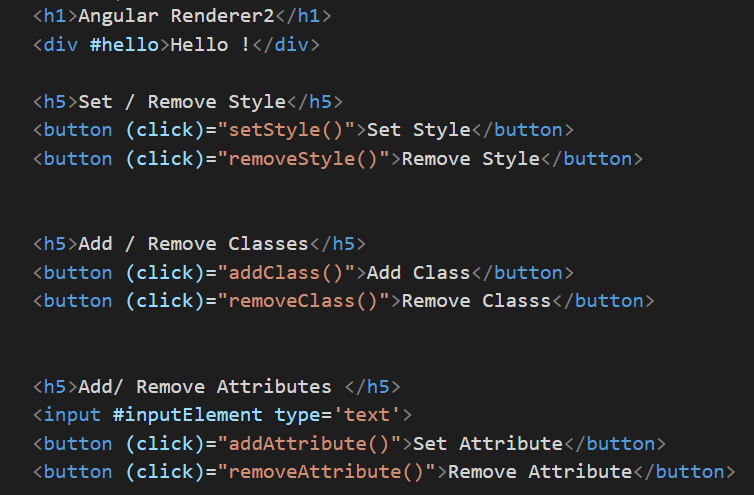 <h1>Angular Renderer2</h1>
<div #hello>Hello !</div>
<h5>Set / Remove Style</h5>
<button (click)="setStyle()">Set Style</button>
<button (click)="removeStyle()">Remove Style</button>
<h5>Add / Remove Classes</h5>
<button (click)="addClass()">Add Class</button>
<button (click)="removeClass()">Remove Classs</button>
<h5>Add/ Remove Attributes </h5>
<input #inputElement type='text'>
<button (click)="addAttribute()">Set Attribute</button>
<button (click)="removeAttribute()">Remove Attribute</button>